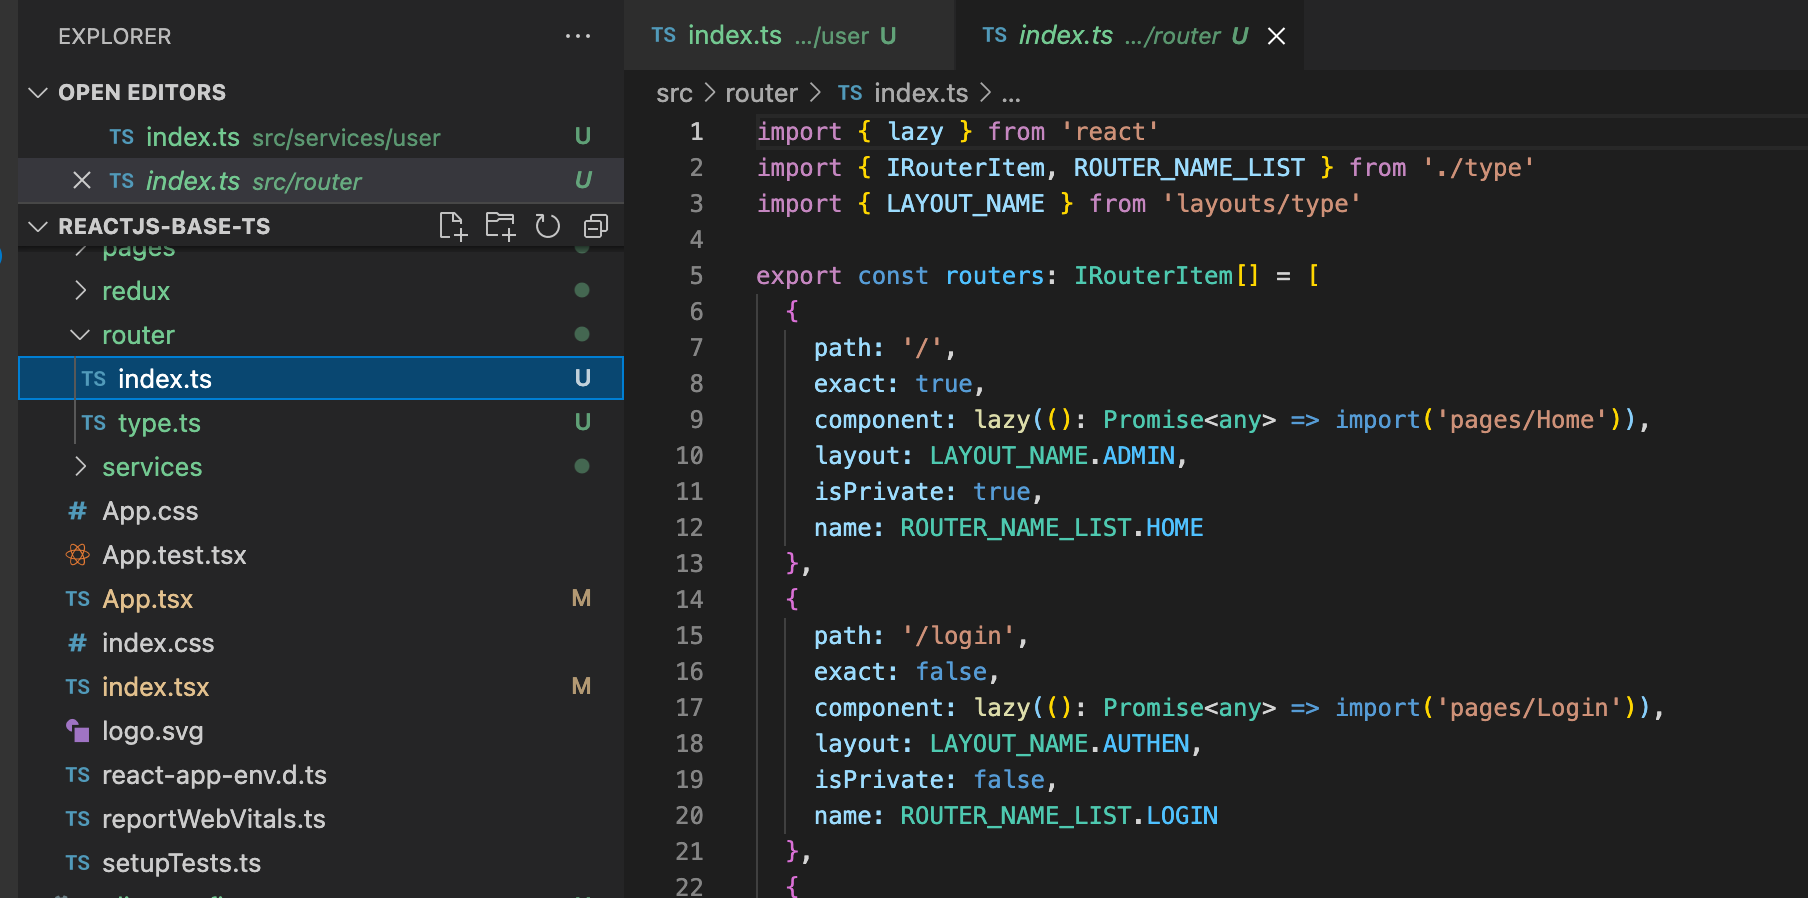 EXPLORER ...
OPEN EDITORS
TS index.ts src/services/user U
TS index.ts src/router U
REACTJS-BASE-TS
pages
redux
router
TS index.ts U
TS type.ts U
services
# App.css
App.test.tsx
TS App.tsx M
# index.css
TS index.tsx M
logo.svg
TS react-app-env.d.ts
TS reportWebVitals.ts
TS setupTests.ts
TS index.ts .../user U
TS index.ts .../router U
src > router > TS index.ts > ...
1 import { lazy } from 'react'
2 import { IRouterItem, ROUTER_NAME_LIST } from './type'
3 import { LAYOUT_NAME } from 'layouts/type'
4
5 export const routers: IRouterItem[] = [
6 {
7 path: '/',
8 exact: true,
9 component: lazy((): Promise<any> => import('pages/Home')),
10 layout: LAYOUT_NAME.ADMIN,
11 isPrivate: true,
12 name: ROUTER_NAME_LIST.HOME
13 },
14 {
15 path: '/login',
16 exact: false,
17 component: lazy((): Promise<any> => import('pages/Login')),
18 layout: LAYOUT_NAME.AUTHEN,
19 isPrivate: false,
20 name: ROUTER_NAME_LIST.LOGIN
21 },
22 {